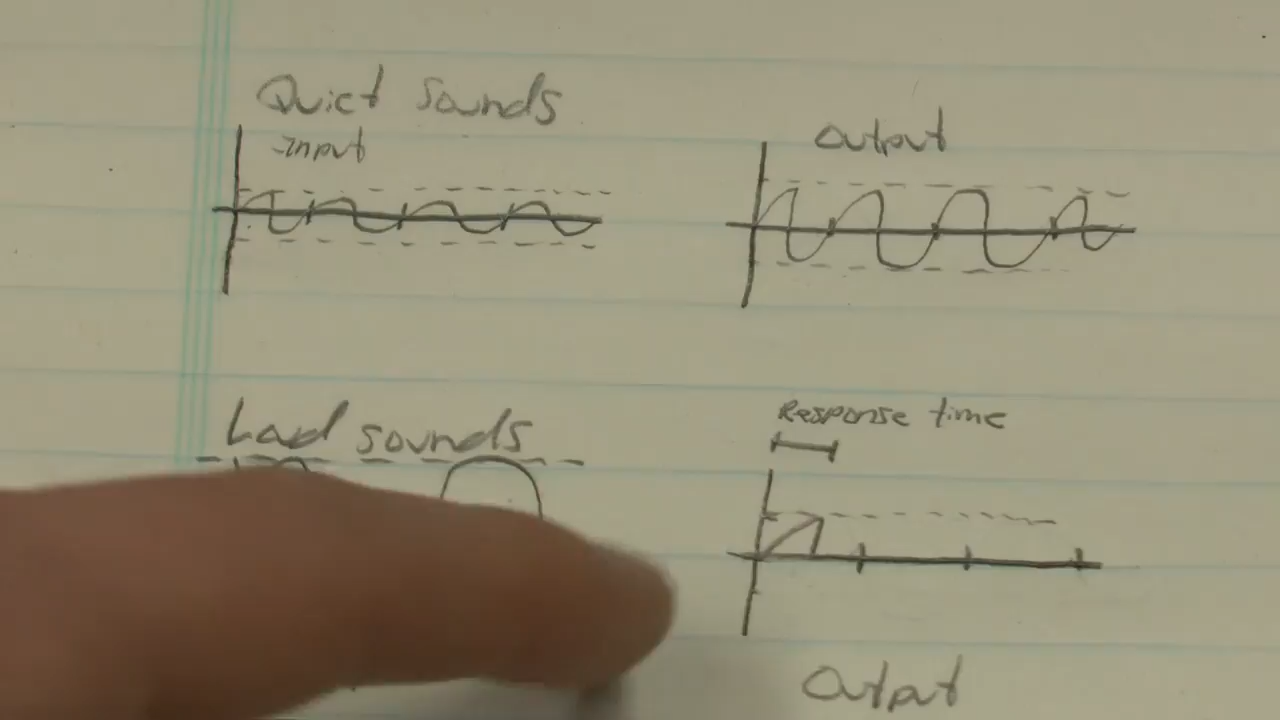 Quiet sounds
Input
Output
Loud sounds
Response time
Output